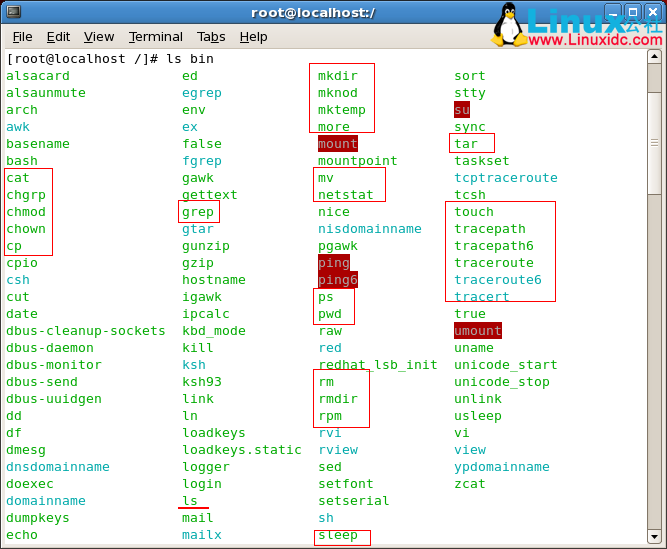 root@localhost:/
Linux公社
www.Linuxidc.com
File Edit View Terminal Tabs Help
[root@localhost /]# ls bin
alsacard ed mkdir sort
alsaunmute egrep mknod stty
arch env mktemp su
awk ex more sync
basename false mount tar
bash fgrep mountpoint taskset
cat gawk mv tcptraceroute
chgrp gettext netstat tcsh
chmod grep nice touch
chown gtar nisdomainname tracepath
cp gunzip pgawk tracepath6
cpio gzip ping traceroute
csh hostname ping6 traceroute6
cut igawk ps tracert
date ipcalc pwd true
dbus-cleanup-sockets kbd_mode raw umount
dbus-daemon kill red uname
dbus-monitor ksh redhat_lsb_init unicode_start
dbus-send ksh93 rm unicode_stop
dbus-uuidgen link rmdir unlink
dd ln rpm usleep
df loadkeys rvi vi
dmesg loadkeys.static rview view
dnsdomainname logger sed ypdomainname
doexec login setfont zcat
domainname ls setserial
dumpkeys mail sh
echo mailx sleep